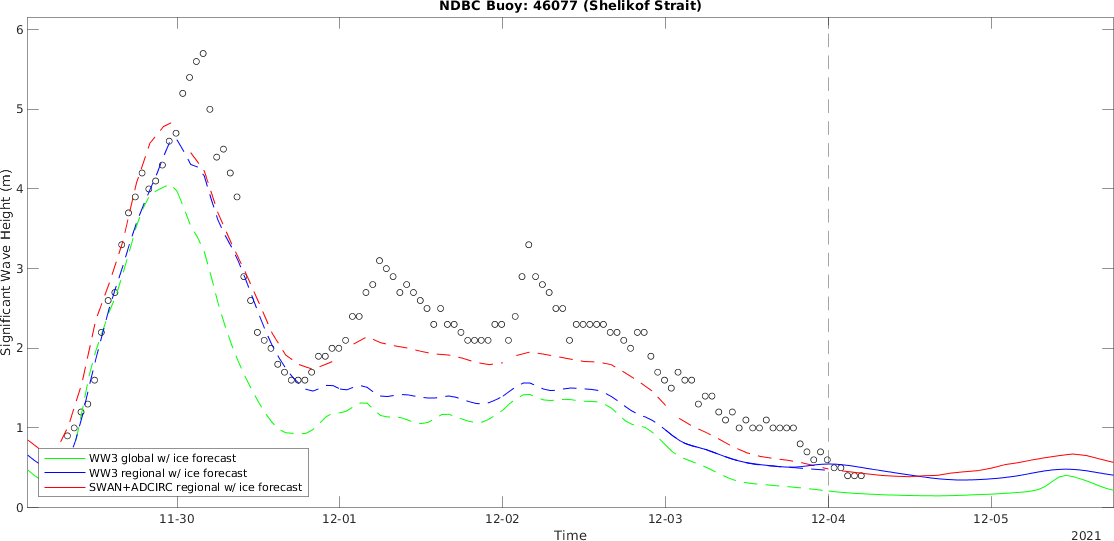 NDBC Buoy: 46077 (Shelikof Strait)
Significant Wave Height (m)
6
5
4
3
2
1
0
WW3 global w/ ice forecast
WW3 regional w/ ice forecast
SWAN+ADCIRC regional w/ ice forecast
11-30 12-01 12-02 12-03 12-04 12-05
Time
2021